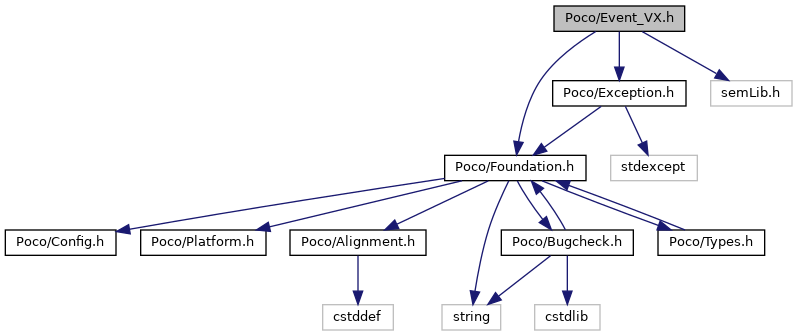 Poco/Event_VX.h
Poco/Exception.h
semLib.h
Poco/Foundation.h
stdexcept
Poco/Config.h
Poco/Platform.h
Poco/Alignment.h
Poco/Bugcheck.h
Poco/Types.h
cstddef
string
cstdlib